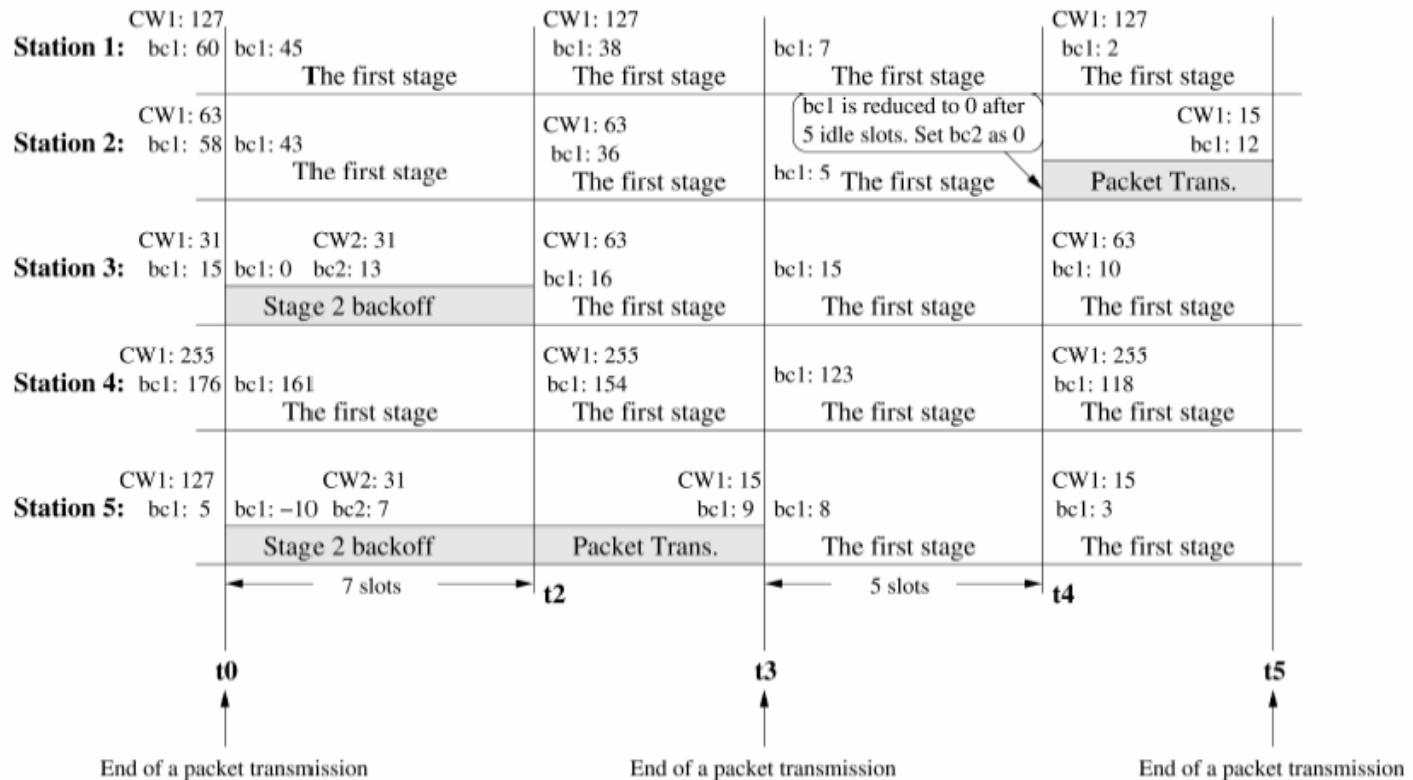 CW1: 127
Station 1: bc1: 60 bc1: 45
The first stage
CW1: 127
bc1: 38
The first stage
bc1: 7
The first stage
CW1: 127
bc1: 2
The first stage
CW1: 63
Station 2: bc1: 58 bc1: 43
The first stage
CW1: 63
bc1: 36
The first stage
bc1 is reduced to 0 after
5 idle slots. Set bc2 as 0
bc1: 5 The first stage
CW1: 15
bc1: 12
Packet Trans.
CW1: 31
Station 3: bc1: 15 bc1: 0 bc2: 13
CW2: 31
Stage 2 backoff
CW1: 63
bc1: 16
The first stage
bc1: 15
The first stage
CW1: 63
bc1: 10
The first stage
CW1: 255
Station 4: bc1: 176 bc1: 161
The first stage
CW1: 255
bc1: 154
The first stage
bc1: 123
The first stage
CW1: 255
bc1: 118
The first stage
CW1: 127
Station 5: bc1: 5 bc1: −10 bc2: 7
CW2: 31
Stage 2 backoff
CW1: 15
bc1: 9
Packet Trans.
bc1: 8
The first stage
CW1: 15
bc1: 3
The first stage
7 slots
t2
5 slots
t4
t0
t3
t5
End of a packet transmission
End of a packet transmission
End of a packet transmission